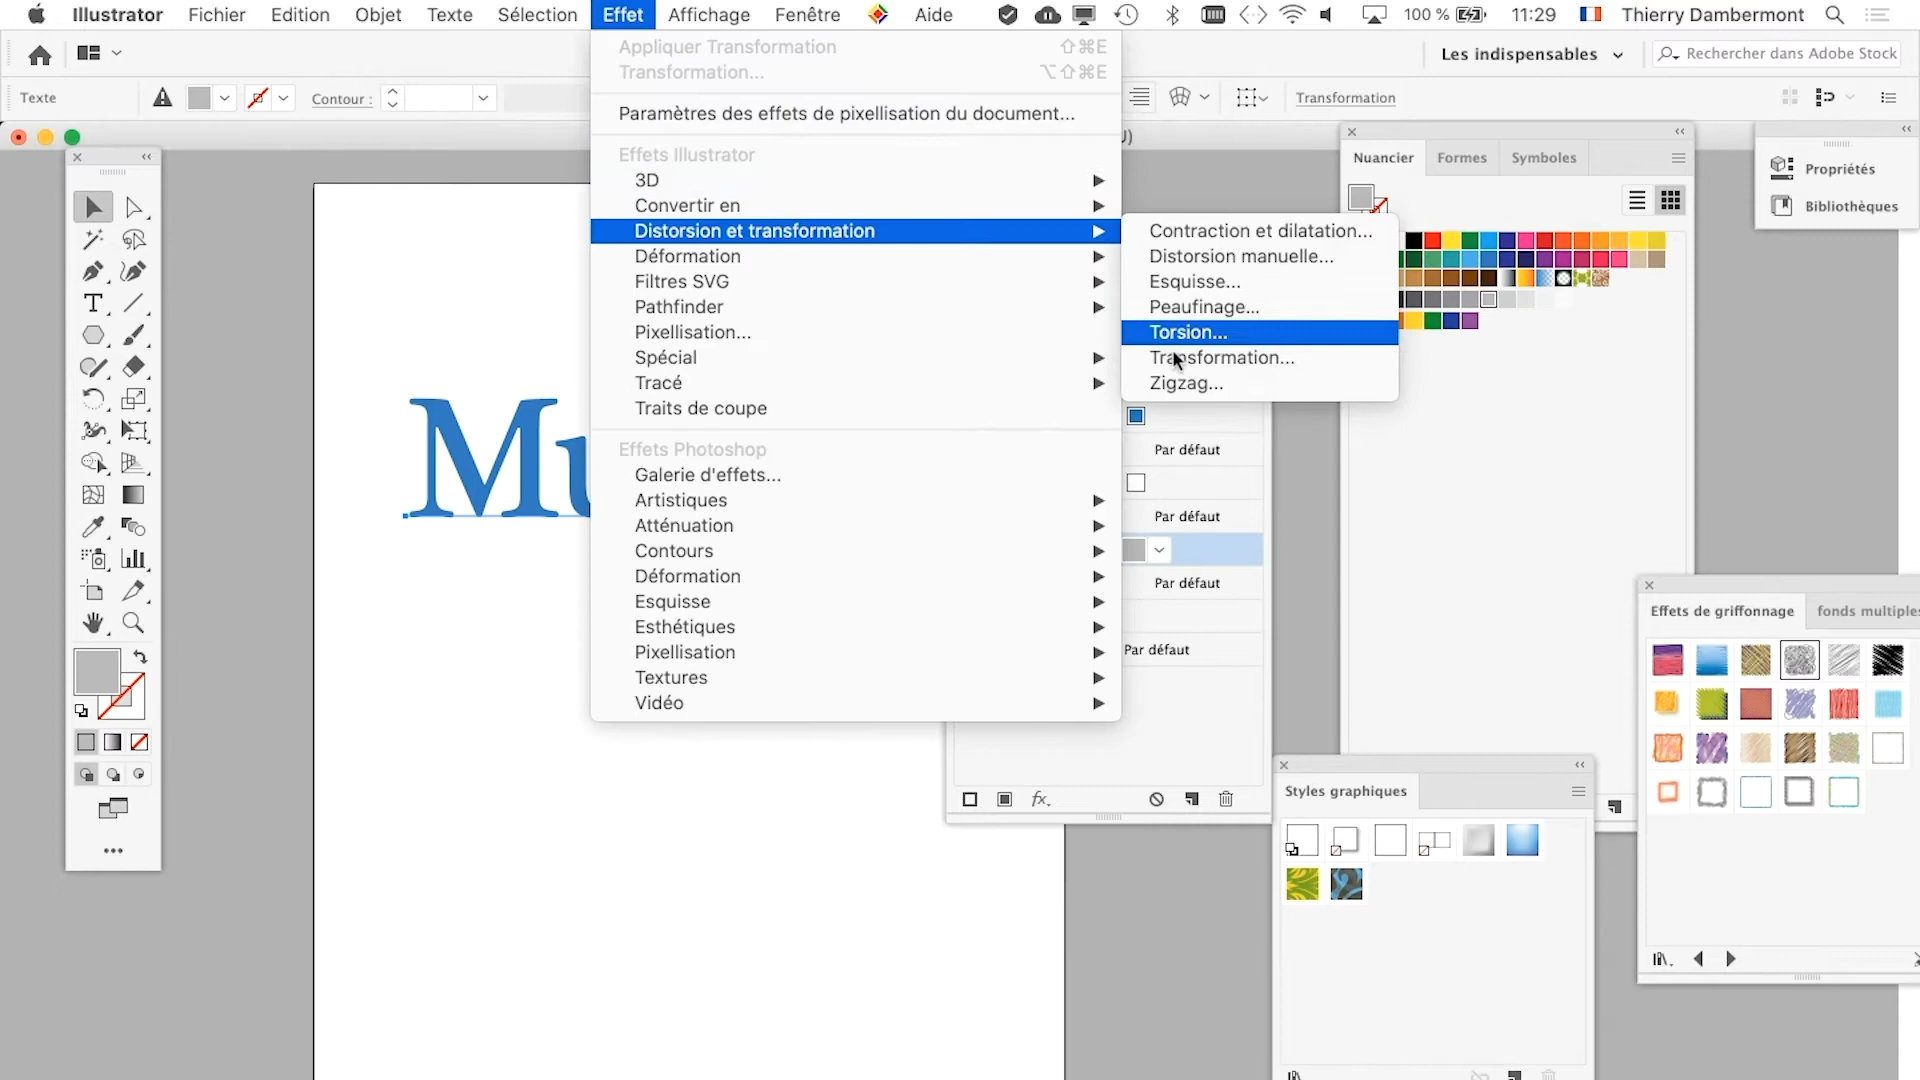 Illustrator Fichier Edition Objet Texte Sélection Effet Affichage Fenêtre Aide 100 % 11:29 Thierry Dambermont
Appliquer Transformation ⇧⌘E
Transformation... ⌥⇧⌘E
Les indispensables
Rechercher dans Adobe Stock
Texte
Contour :
Transformation
Paramètres des effets de pixellisation du document...
Effets Illustrator
3D
Convertir en
Distorsion et transformation
Déformation
Filtres SVG
Pathfinder
Pixellisation...
Spécial
Tracé
Traits de coupe
Effets Photoshop
Galerie d'effets...
Artistiques
Atténuation
Contours
Déformation
Esquisse
Esthétiques
Pixellisation
Textures
Vidéo
Contraction et dilatation...
Distorsion manuelle...
Esquisse...
Peaufinage...
Torsion...
Transformation...
Zigzag...
Mu
Par défaut
Par défaut
Par défaut
Par défaut
fx
Nuancier Formes Symboles
Propriétés
Bibliothèques
Effets de griffonnage fonds multiples
Styles graphiques